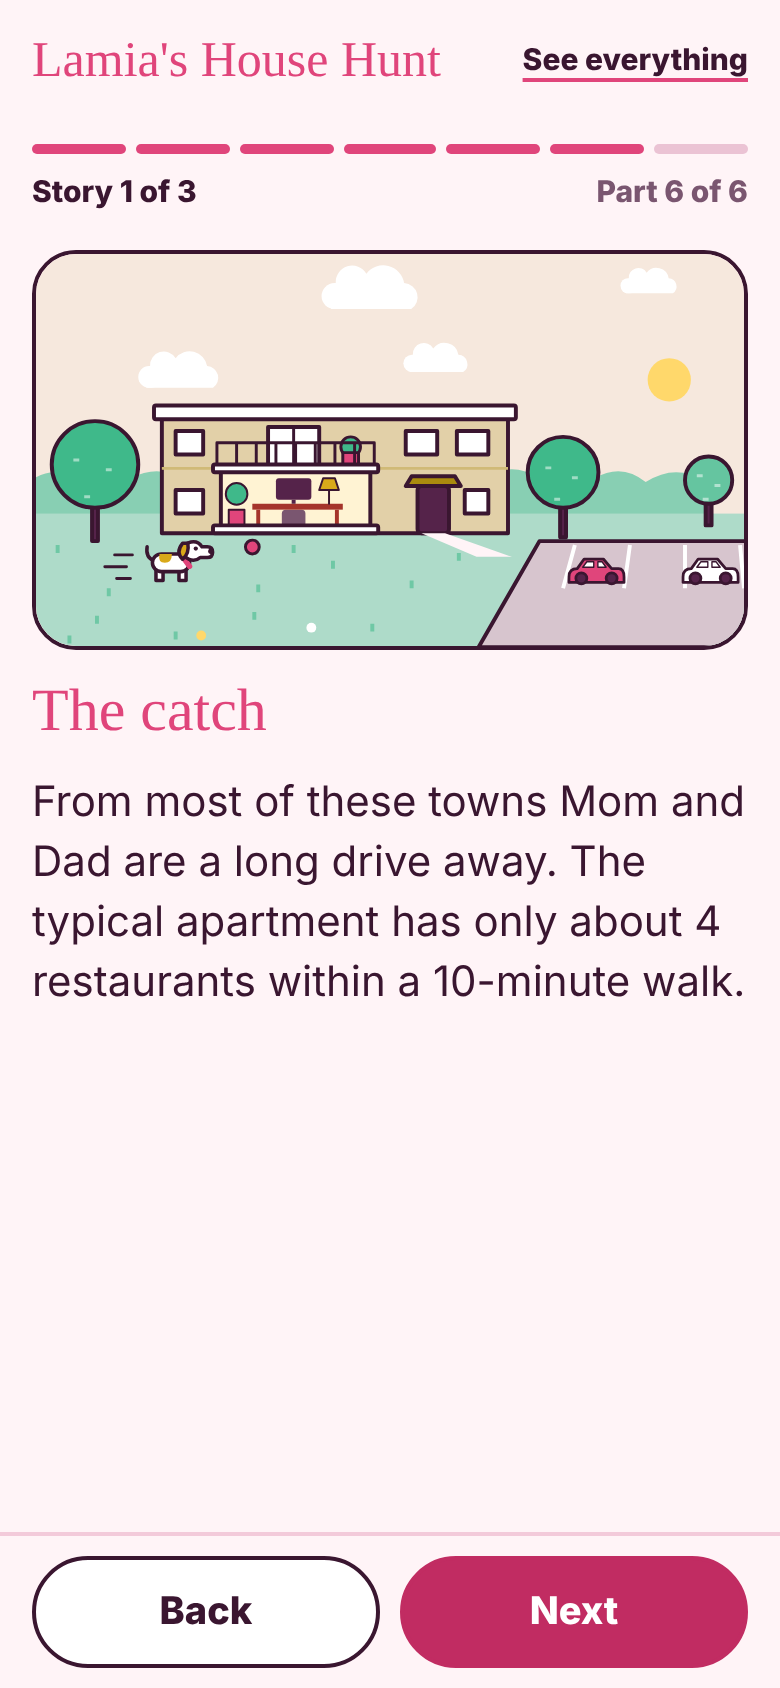 Lamia's House Hunt
See everything
Story 1 of 3
Part 6 of 6
The catch
From most of these towns Mom and
Dad are a long drive away. The
typical apartment has only about 4
restaurants within a 10-minute walk.
Back
Next